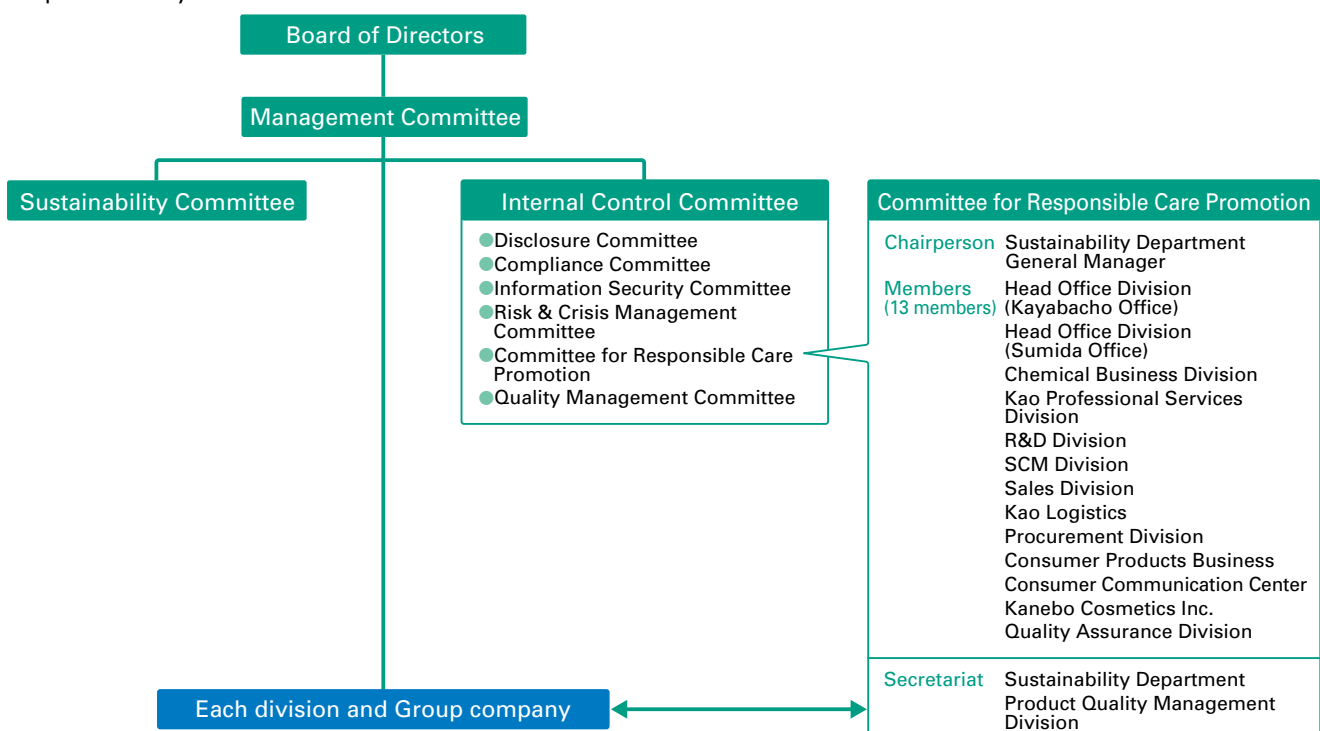 Board of Directors
Management Committee
Sustainability Committee
Internal Control Committee
Disclosure Committee
Compliance Committee
Information Security Committee
Risk & Crisis Management
Committee
Committee for Responsible Care
Promotion
Quality Management Committee
Committee for Responsible Care Promotion
Chairperson Sustainability Department
General Manager
Members Head Office Division
(13 members) (Kayabacho Office)
Head Office Division
(Sumida Office)
Chemical Business Division
Kao Professional Services
Division
R&D Division
SCM Division
Sales Division
Kao Logistics
Procurement Division
Consumer Products Business
Consumer Communication Center
Kanebo Cosmetics Inc.
Quality Assurance Division
Secretariat Sustainability Department
Product Quality Management
Division
Each division and Group company